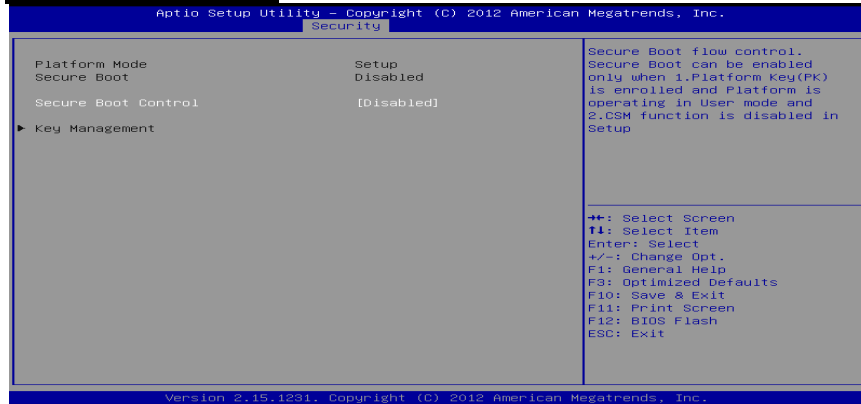 Aptio Setup Utility – Copyright (C) 2012 American Megatrends, Inc.
Security
Platform Mode Setup
Secure Boot Disabled
Secure Boot Control [Disabled]
► Key Management
Secure Boot flow control.
Secure Boot can be enabled
only when 1.Platform Key(PK)
is enrolled and Platform is
operating in User mode and
2.CSM function is disabled in
Setup
→←: Select Screen
↑↓: Select Item
Enter: Select
+/-: Change Opt.
F1: General Help
F3: Optimized Defaults
F10: Save & Exit
F11: Print Screen
F12: BIOS Flash
ESC: Exit
Version 2.15.1231. Copyright (C) 2012 American Megatrends, Inc.